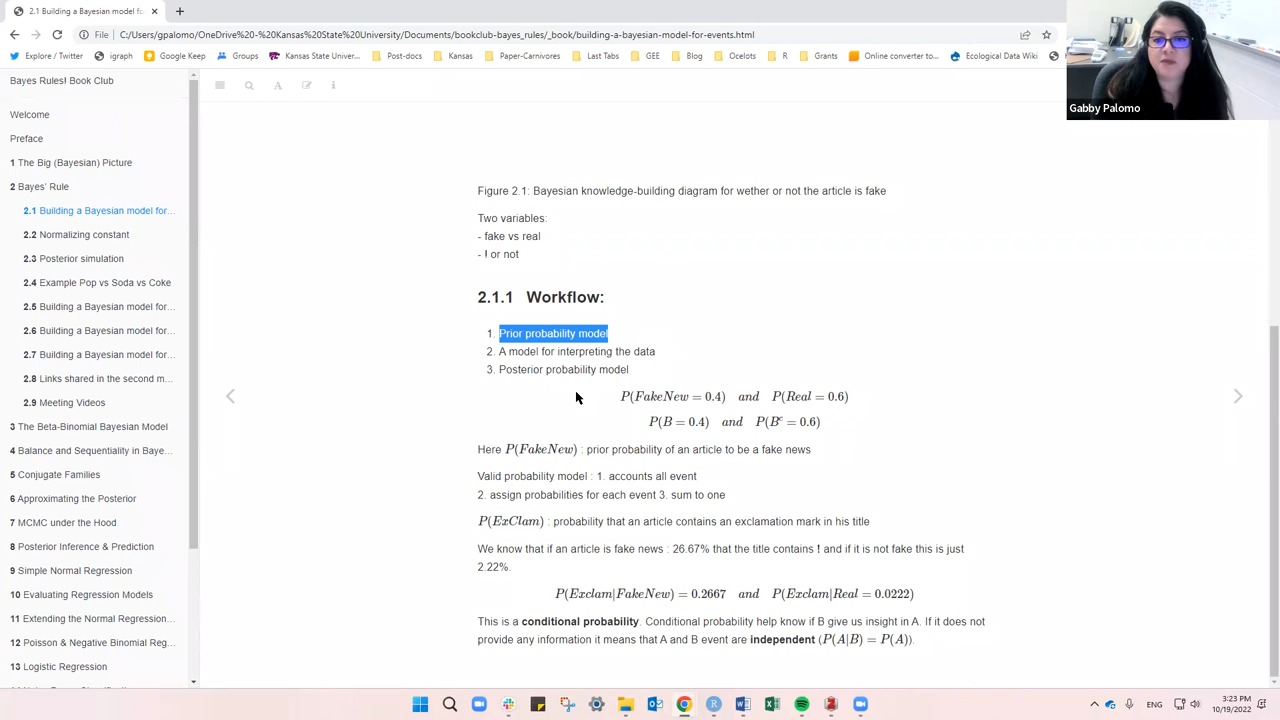 2.1 Building a Bayesian model for
File C:/Users/gpalomo/OneDrive%20-%20Kansas%20State%20University/Documents/bookclub-bayes_rules/_book/building-a-bayesian-model-for-events.html
Explore / Twitter igraph Google Keep Groups Kansas State Univer... Post-docs Kansas Paper-Carnivores Last Tabs GEE Blog Ocelots R Grants Online converter to... Ecological Data Wiki
Gabby Palomo
Bayes Rules! Book Club
Welcome
Preface
1 The Big (Bayesian) Picture
2 Bayes' Rule
2.1 Building a Bayesian model for...
2.2 Normalizing constant
2.3 Posterior simulation
2.4 Example Pop vs Soda vs Coke
2.5 Building a Bayesian model for...
2.6 Building a Bayesian model for...
2.7 Building a Bayesian model for...
2.8 Links shared in the second m...
2.9 Meeting Videos
3 The Beta-Binomial Bayesian Model
4 Balance and Sequentiality in Baye...
5 Conjugate Families
6 Approximating the Posterior
7 MCMC under the Hood
8 Posterior Inference & Prediction
9 Simple Normal Regression
10 Evaluating Regression Models
11 Extending the Normal Regression...
12 Poisson & Negative Binomial Reg...
13 Logistic Regression
Figure 2.1: Bayesian knowledge-building diagram for wether or not the article is fake
Two variables:
- fake vs real
- ! or not
2.1.1 Workflow:
1. Prior probability model
2. A model for interpreting the data
3. Posterior probability model
P(FakeNew = 0.4) and P(Real = 0.6)
P(B = 0.4) and P(Bᶜ = 0.6)
Here P(FakeNew) : prior probability of an article to be a fake news
Valid probability model : 1. accounts all event
2. assign probabilities for each event 3. sum to one
P(ExClam) : probability that an article contains an exclamation mark in his title
We know that if an article is fake news : 26.67% that the title contains ! and if it is not fake this is just
2.22%.
P(Exclam|FakeNew) = 0.2667 and P(Exclam|Real = 0.0222)
This is a conditional probability. Conditional probability help know if B give us insight in A. If it does not
provide any information it means that A and B event are independent (P(A|B) = P(A)).
ENG
3:23 PM
10/19/2022